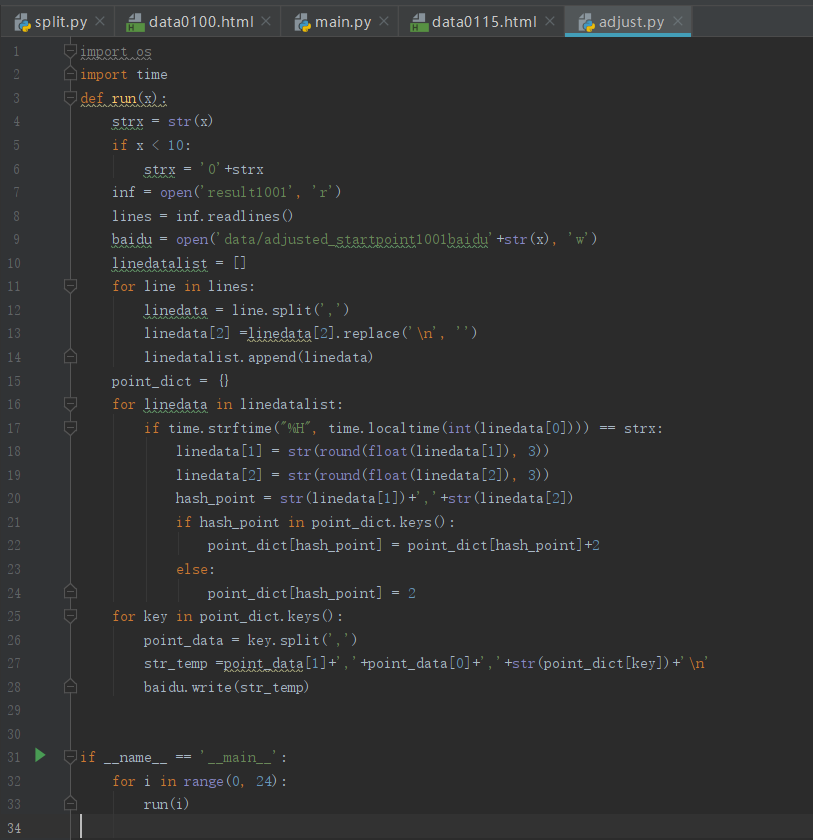 split.py data0100.html main.py data0115.html adjust.py
1 import os
2 import time
3 def run(x):
4     strx = str(x)
5     if x < 10:
6         strx = '0'+strx
7     inf = open('result1001', 'r')
8     lines = inf.readlines()
9     baidu = open('data/adjusted_startpoint1001baidu'+str(x), 'w')
10     linedatalist = []
11     for line in lines:
12         linedata = line.split(',')
13         linedata[2] =linedata[2].replace('\n', '')
14         linedatalist.append(linedata)
15     point_dict = {}
16     for linedata in linedatalist:
17         if time.strftime("%H", time.localtime(int(linedata[0]))) == strx:
18             linedata[1] = str(round(float(linedata[1]), 3))
19             linedata[2] = str(round(float(linedata[2]), 3))
20             hash_point = str(linedata[1])+','+str(linedata[2])
21             if hash_point in point_dict.keys():
22                 point_dict[hash_point] = point_dict[hash_point]+2
23             else:
24                 point_dict[hash_point] = 2
25     for key in point_dict.keys():
26         point_data = key.split(',')
27         str_temp =point_data[1]+','+point_data[0]+','+str(point_dict[key])+'\n'
28         baidu.write(str_temp)
29
30
31 if __name__ == '__main__':
32     for i in range(0, 24):
33         run(i)
34